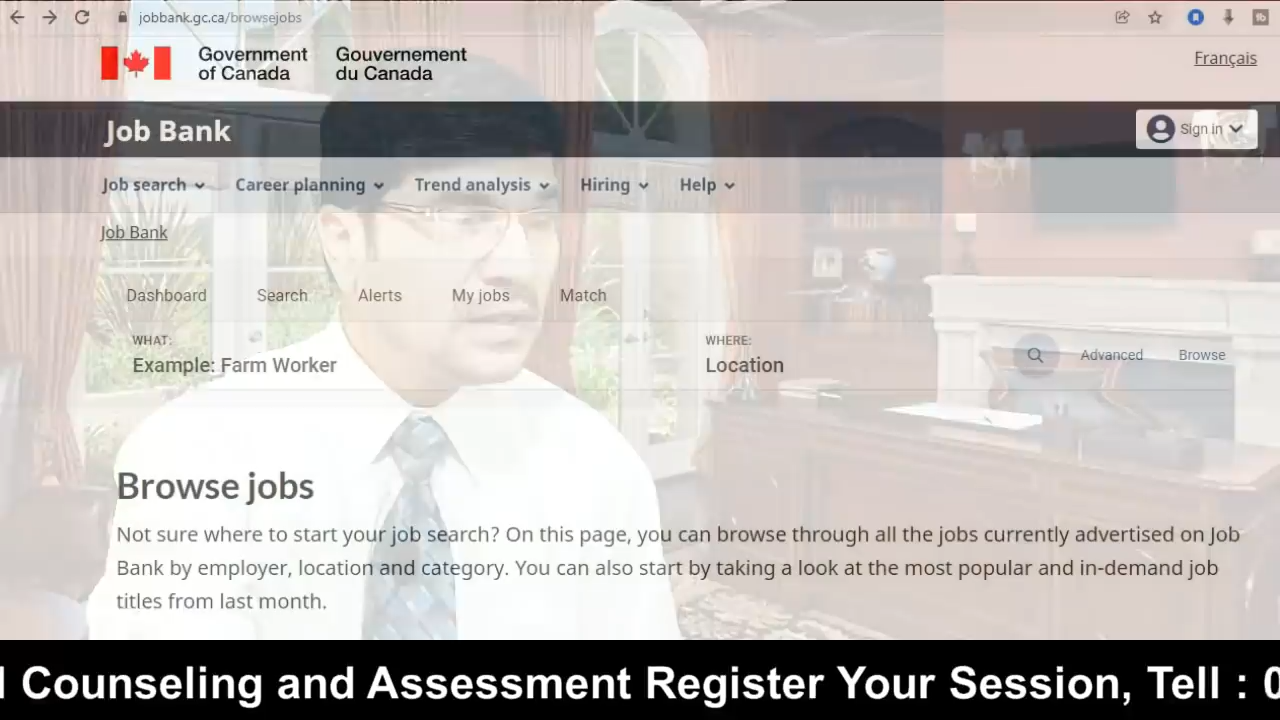 jobbank.gc.ca/browsejobs
Government of Canada
Gouvernement du Canada
Français
Job Bank
Sign in
Job search
Career planning
Trend analysis
Hiring
Help
Job Bank
Dashboard
Search
Alerts
My jobs
Match
WHAT:
Example: Farm Worker
WHERE:
Location
Advanced
Browse
Browse jobs
Not sure where to start your job search? On this page, you can browse through all the jobs currently advertised on Job
Bank by employer, location and category. You can also start by taking a look at the most popular and in-demand job
titles from last month.
Counseling and Assessment Register Your Session, Tell : 0